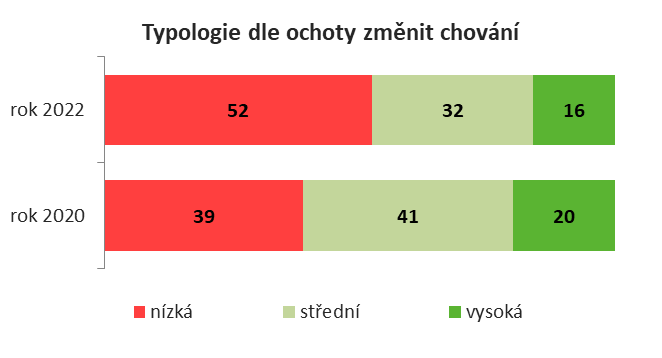 Typologie dle ochoty změnit chování
rok 2022 52 32 16
rok 2020 39 41 20
nízká střední vysoká